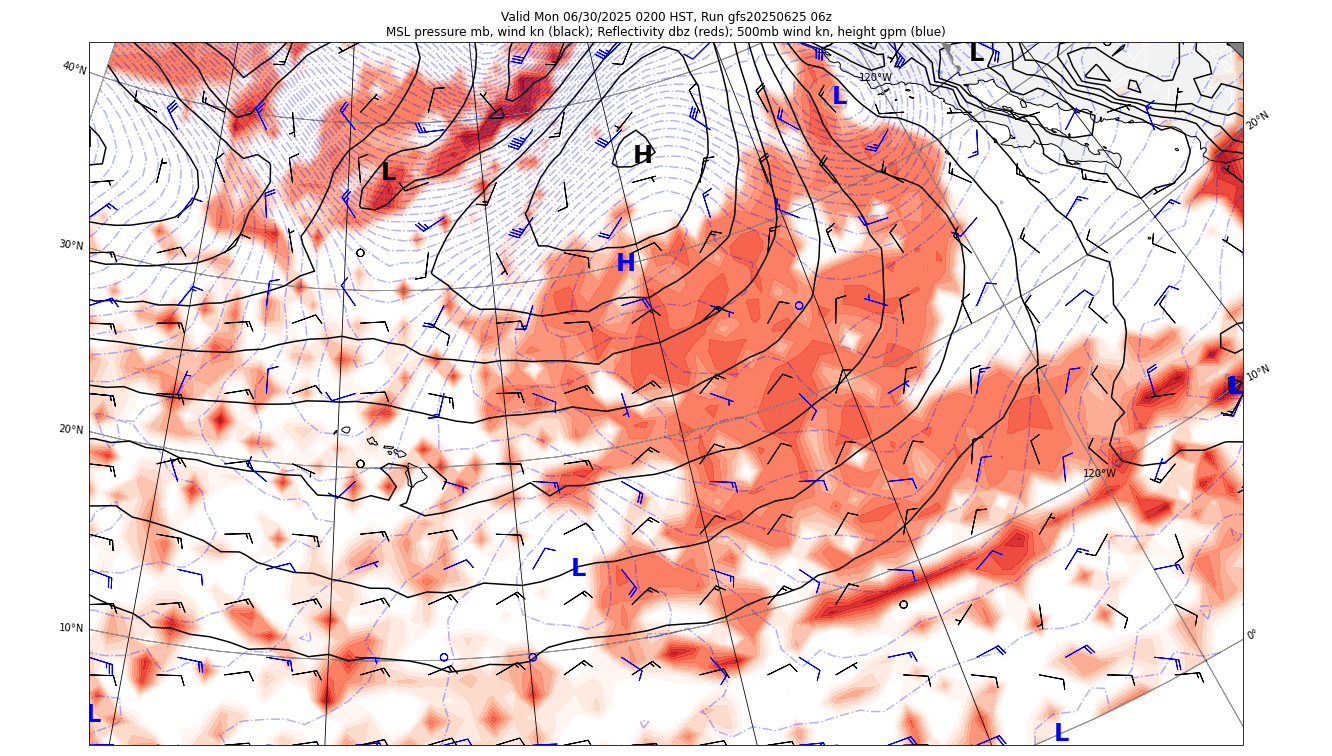 Valid Mon 06/30/2025 0200 HST, Run gfs20250625 06z
MSL pressure mb, wind kn (black); Reflectivity dbz (reds); 500mb wind kn, height gpm (blue)
L
40°N
120°W
L
20°N
H
L
30°N
H
10°N
L
20°N
120°W
L
10°N
0°
L
L